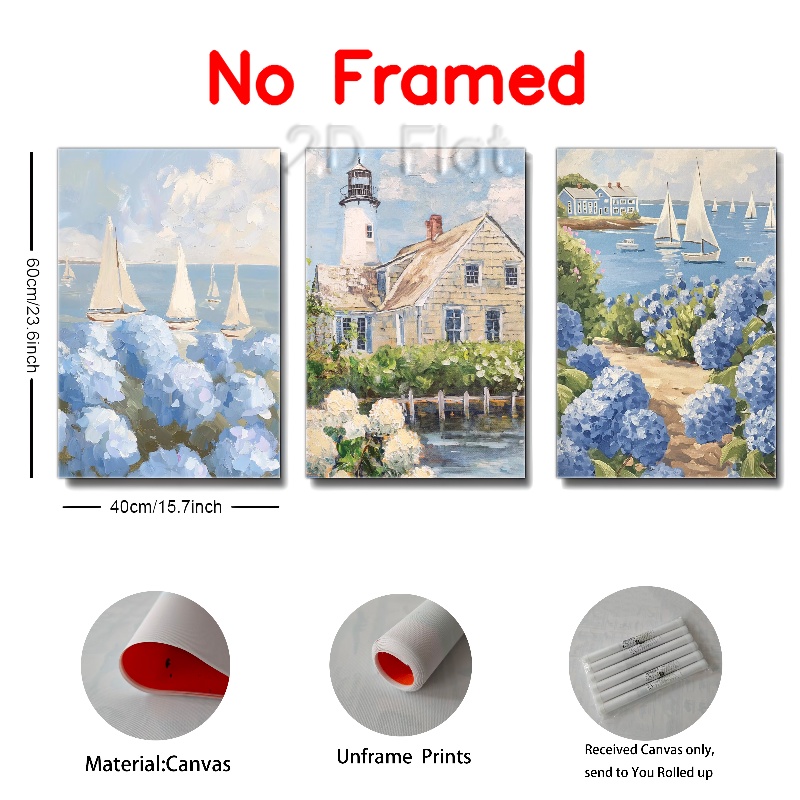 No Framed
2D Flat
60cm/23.6inch
40cm/15.7inch
Material:Canvas
Unframe Prints
Received Canvas only,
send to You Rolled up